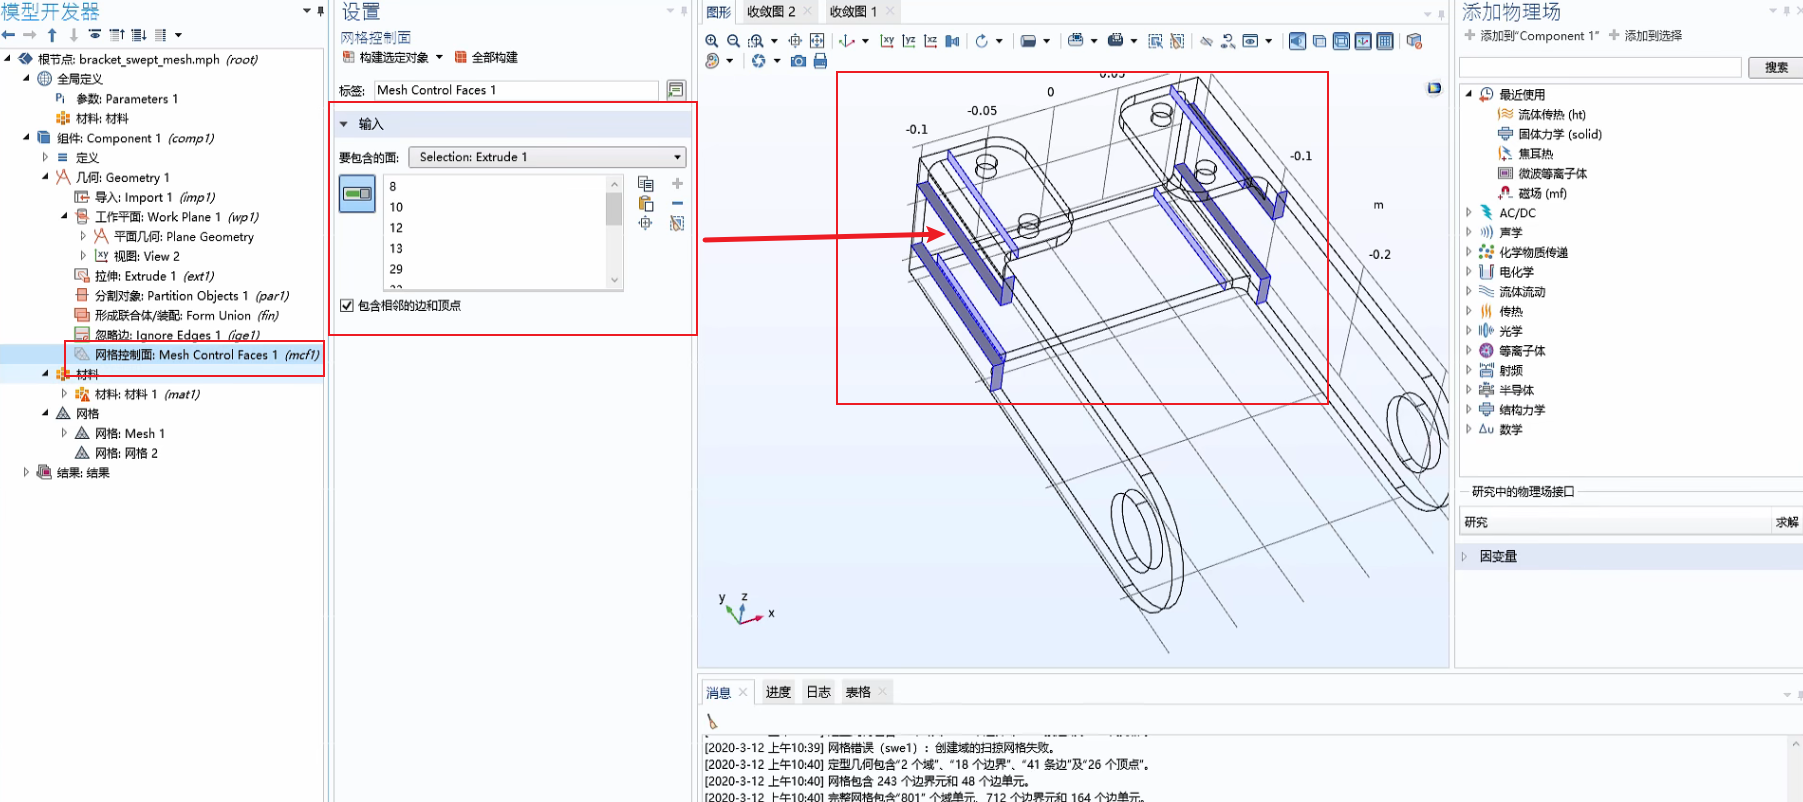 模型开发器
根节点: bracket_swept_mesh.mph (root)
全局定义
Pi 参数: Parameters 1
材料: 材料
组件: Component 1 (comp1)
定义
几何: Geometry 1
导入: Import 1 (imp1)
工作平面: Work Plane 1 (wp1)
平面几何: Plane Geometry
xy 视图: View 2
拉伸: Extrude 1 (ext1)
分割对象: Partition Objects 1 (par1)
形成联合体/装配: Form Union (fin)
忽略边: Ignore Edges 1 (ige1)
网格控制面: Mesh Control Faces 1 (mcf1)
材料
材料: 材料 1 (mat1)
网格
网格: Mesh 1
网格: 网格 2
结果: 结果
设置
网格控制面
构建选定对象
全部构建
标签: Mesh Control Faces 1
输入
要包含的面: Selection: Extrude 1
8
10
12
13
29
包含相邻的边和顶点
图形
收敛图 2
收敛图 1
xy
yz
xz
0.05
0
-0.05
-0.1
-0.1
m
-0.2
y
z
x
消息
进度
日志
表格
[2020-3-12 上午10:39] 网格错误（swe1）：创建域的扫掠网格失败。
[2020-3-12 上午10:40] 定型几何包含“2 个域”、“18 个边界”、“41 条边”及“26 个顶点”。
[2020-3-12 上午10:40] 网格包含 243 个边界元和 48 个边单元。
[2020-3-12 上午10:40] 完整网格包含“801” 个域单元、712 个边界元和 164 个边单元。
添加物理场
添加到“Component 1”
添加到选择
搜索
最近使用
流体传热 (ht)
固体力学 (solid)
焦耳热
微波等离子体
磁场 (mf)
AC/DC
声学
化学物质传递
电化学
流体流动
传热
光学
等离子体
射频
半导体
结构力学
Δu 数学
研究中的物理场接口
研究
求解
因变量